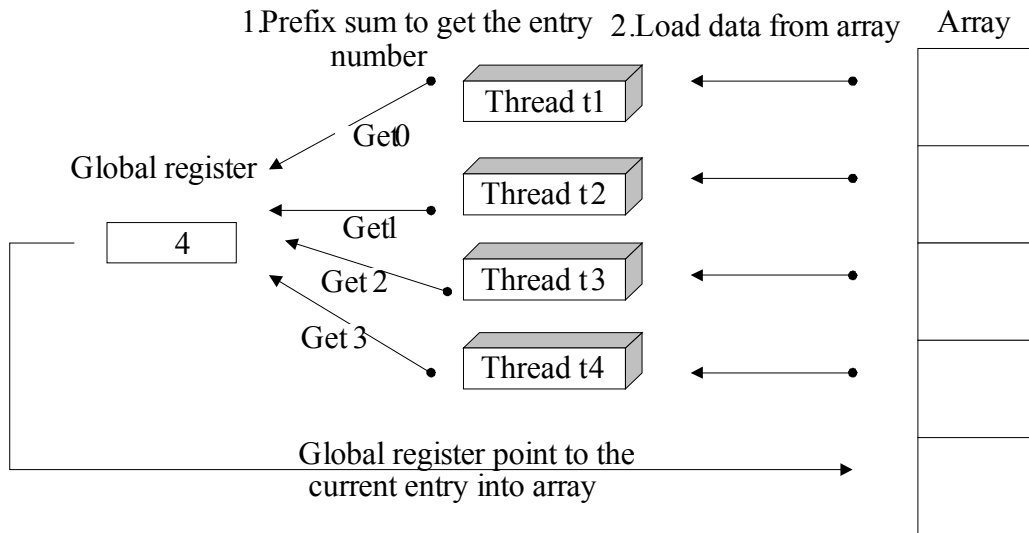 1.Prefix sum to get the entry
number
2.Load data from array
Array
Thread t1
Get0
Global register
Thread t2
Get1
4
Thread t3
Get 2
Get 3
Thread t4
Global register point to the
current entry into array